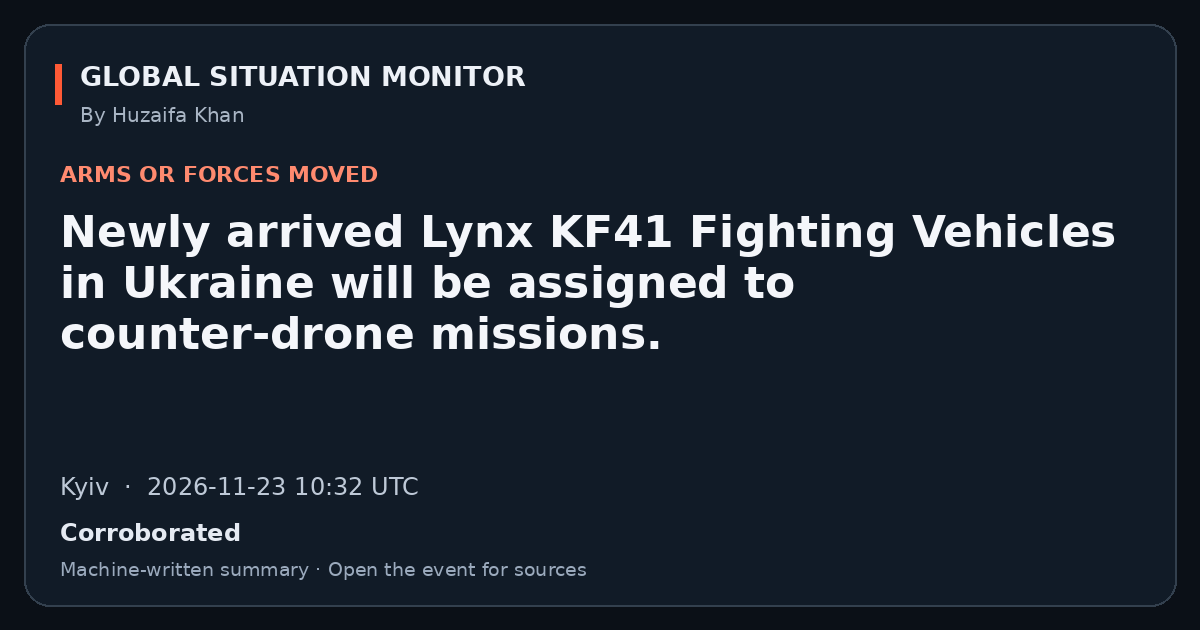 GLOBAL SITUATION MONITOR
By Huzaifa Khan
ARMS OR FORCES MOVED
Newly arrived Lynx KF41 Fighting Vehicles
in Ukraine will be assigned to
counter-drone missions.
Kyiv · 2026-11-23 10:32 UTC
Corroborated
Machine-written summary · Open the event for sources